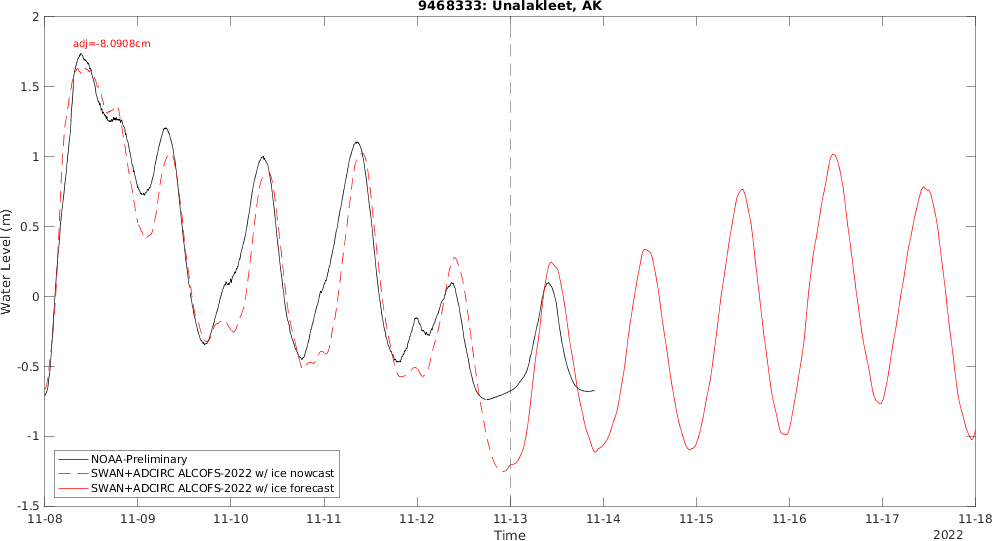 9468333: Unalakleet, AK
adj=-8.0908cm
2
1.5
1
0.5
0
-0.5
-1
-1.5
Water Level (m)
NOAA-Preliminary
SWAN+ADCIRC ALCOFS-2022 w/ ice nowcast
SWAN+ADCIRC ALCOFS-2022 w/ ice forecast
11-08 11-09 11-10 11-11 11-12 11-13 11-14 11-15 11-16 11-17 11-18
Time
2022